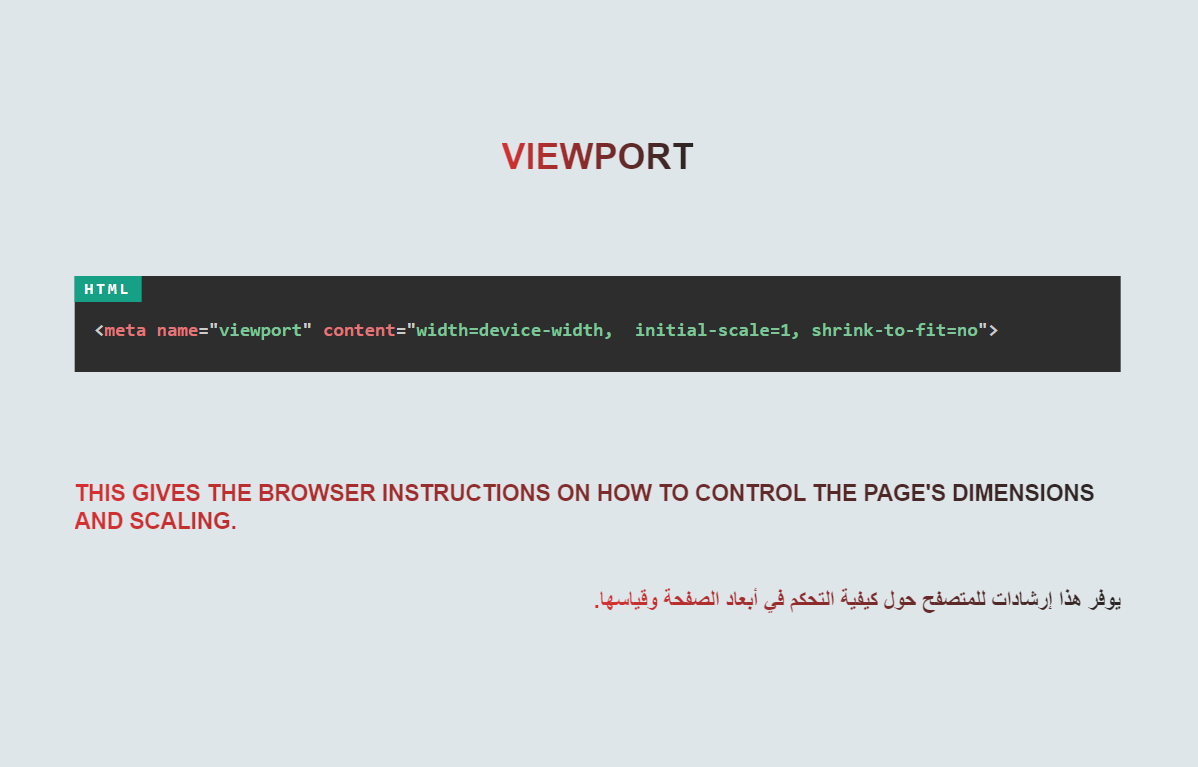 VIEWPORT
HTML
<meta name="viewport" content="width=device-width,  initial-scale=1, shrink-to-fit=no">
THIS GIVES THE BROWSER INSTRUCTIONS ON HOW TO CONTROL THE PAGE'S DIMENSIONS
AND SCALING.
يوفر هذا إرشادات للمتصفح حول كيفية التحكم في أبعاد الصفحة وقياسها.